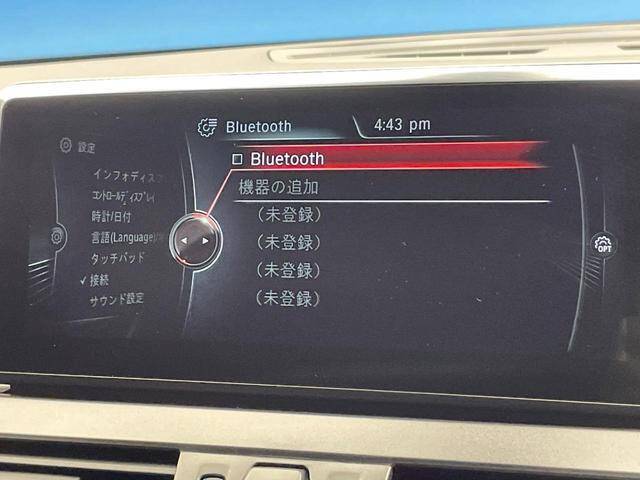 Bluetooth
4:43 pm
設定
インフォディス
コントロールディスプレイ
時計/日付
言語(Language)/
タッチパッド
✓ 接続
サウンド設定
□ Bluetooth
機器の追加
(未登録)
(未登録)
(未登録)
(未登録)
OPT